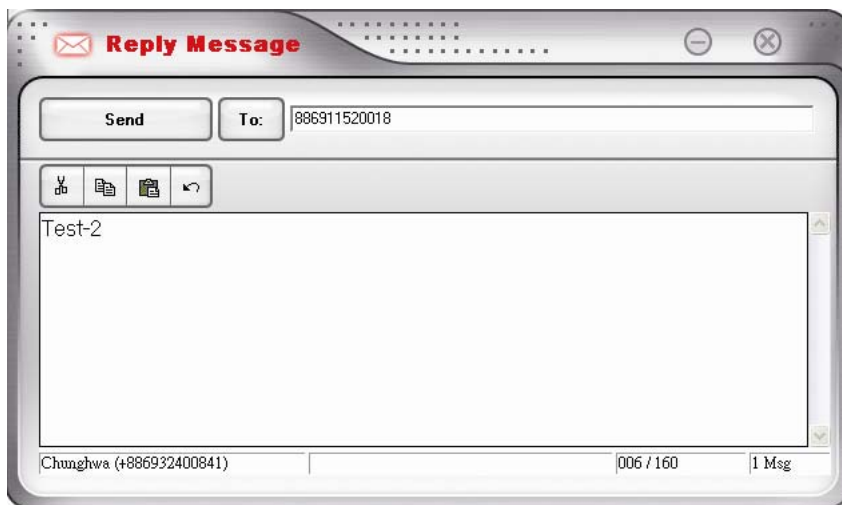 Reply Message
Send To: 886911520018
Test-2
Chunghwa (+886932400841) 006 / 160 1 Msg